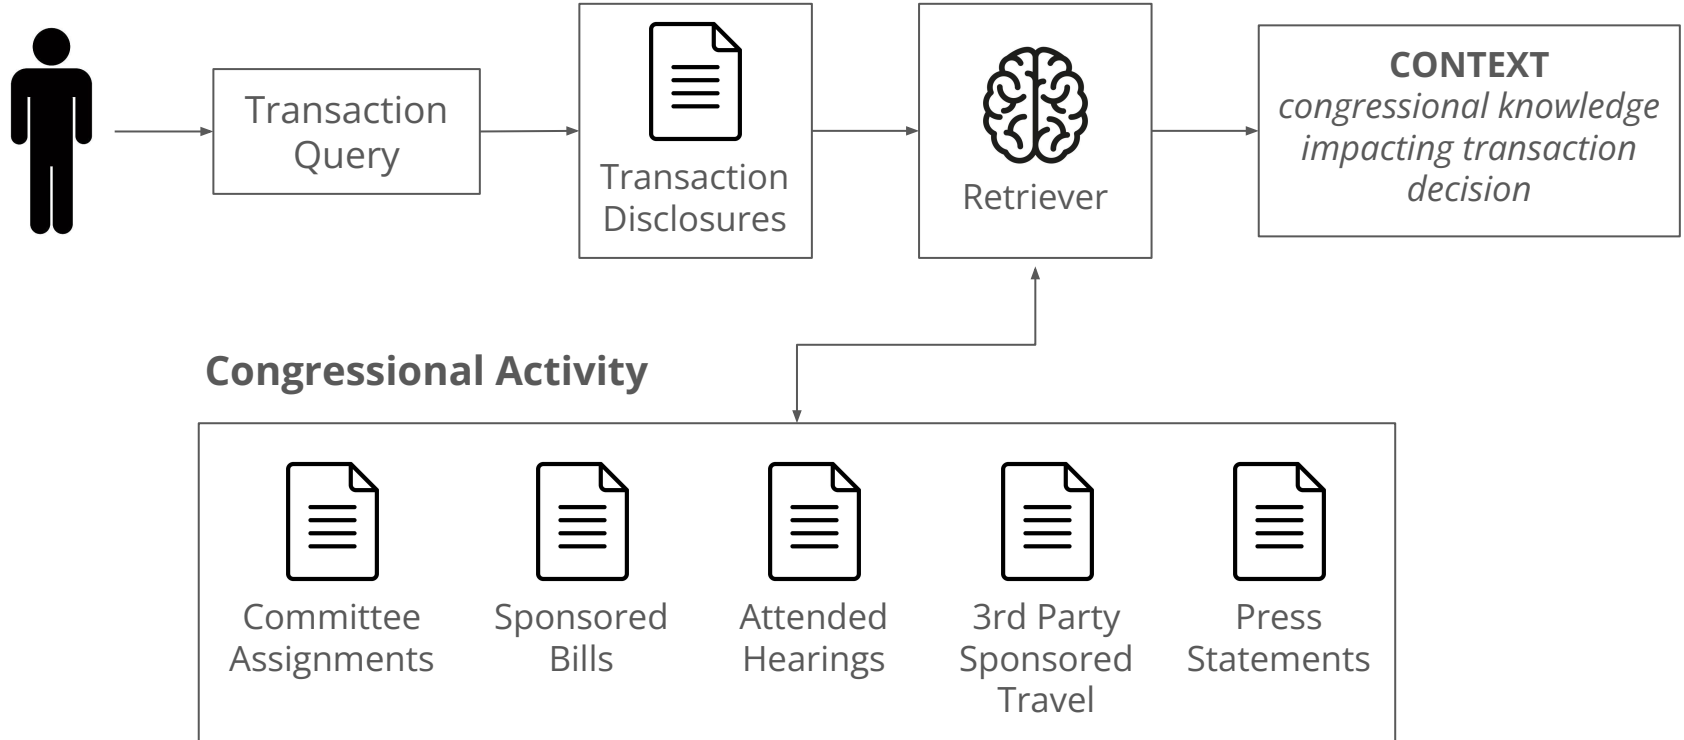 Transaction
Query
Transaction
Disclosures
Retriever
CONTEXT
congressional knowledge
impacting transaction
decision
Congressional Activity
Committee
Assignments
Sponsored
Bills
Attended
Hearings
3rd Party
Sponsored
Travel
Press
Statements